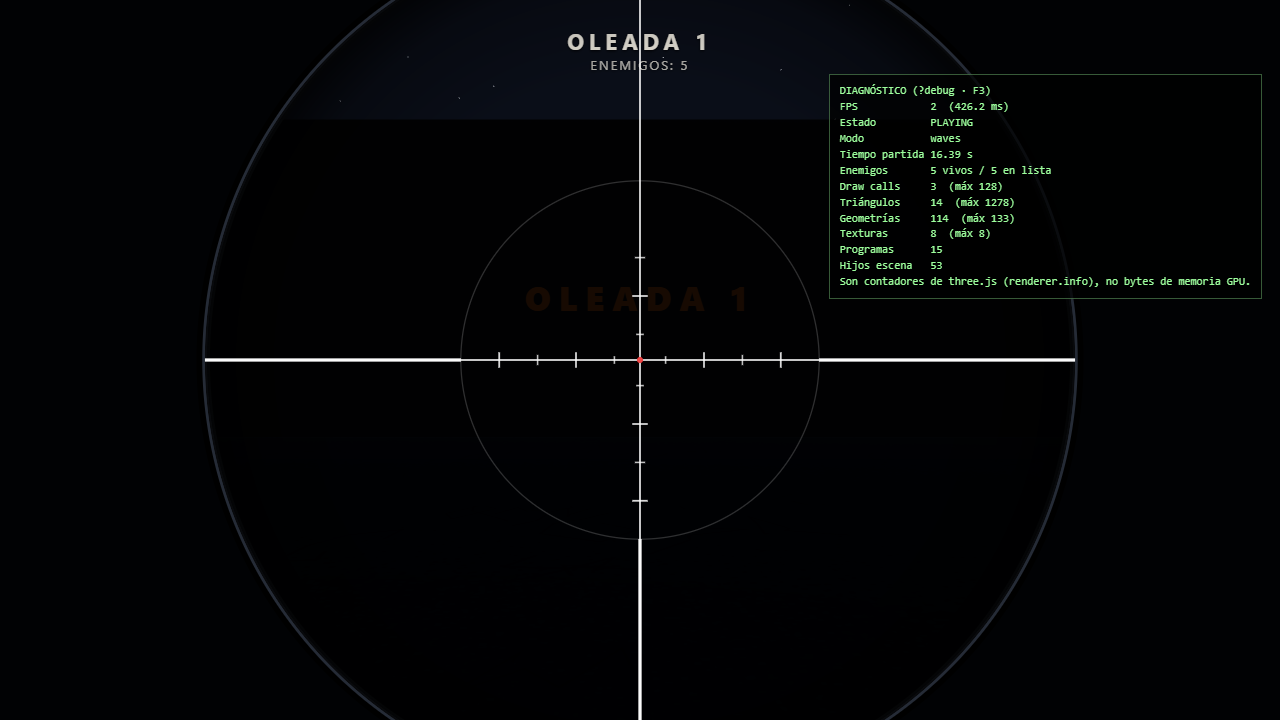 OLEADA 1
ENEMIGOS: 5
DIAGNÓSTICO (?debug · F3)
FPS 2 (426.2 ms)
Estado PLAYING
Modo waves
Tiempo partida 16.39 s
Enemigos 5 vivos / 5 en lista
Draw calls 3 (máx 128)
Triángulos 14 (máx 1278)
Geometrías 114 (máx 133)
Texturas 8 (máx 8)
Programas 15
Hijos escena 53
Son contadores de three.js (renderer.info), no bytes de memoria GPU.
OLEADA 1